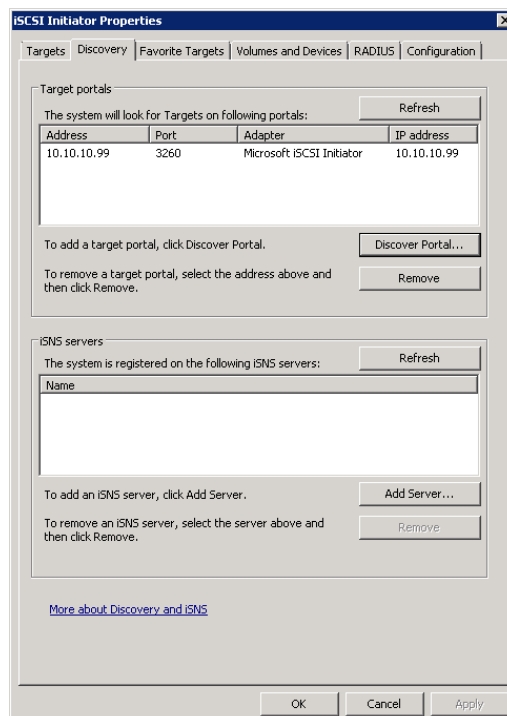 iSCSI Initiator Properties
Targets Discovery Favorite Targets Volumes and Devices RADIUS Configuration
Target portals
The system will look for Targets on following portals:
Refresh
Address Port Adapter IP address
10.10.10.99 3260 Microsoft iSCSI Initiator 10.10.10.99
To add a target portal, click Discover Portal.
Discover Portal...
To remove a target portal, select the address above and
then click Remove.
Remove
iSNS servers
The system is registered on the following iSNS servers:
Refresh
Name
To add an iSNS server, click Add Server.
Add Server...
To remove an iSNS server, select the server above and
then click Remove.
Remove
More about Discovery and iSNS
OK Cancel Apply